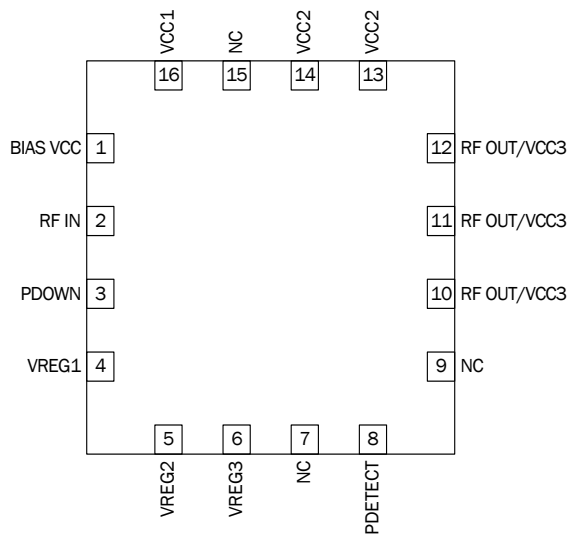 VCC1
NC
VCC2
VCC2
16
15
14
13
BIAS VCC 1
12 RF OUT/VCC3
RF IN 2
11 RF OUT/VCC3
PDOWN 3
10 RF OUT/VCC3
VREG1 4
9 NC
5
6
7
8
VREG2
VREG3
NC
PDETECT